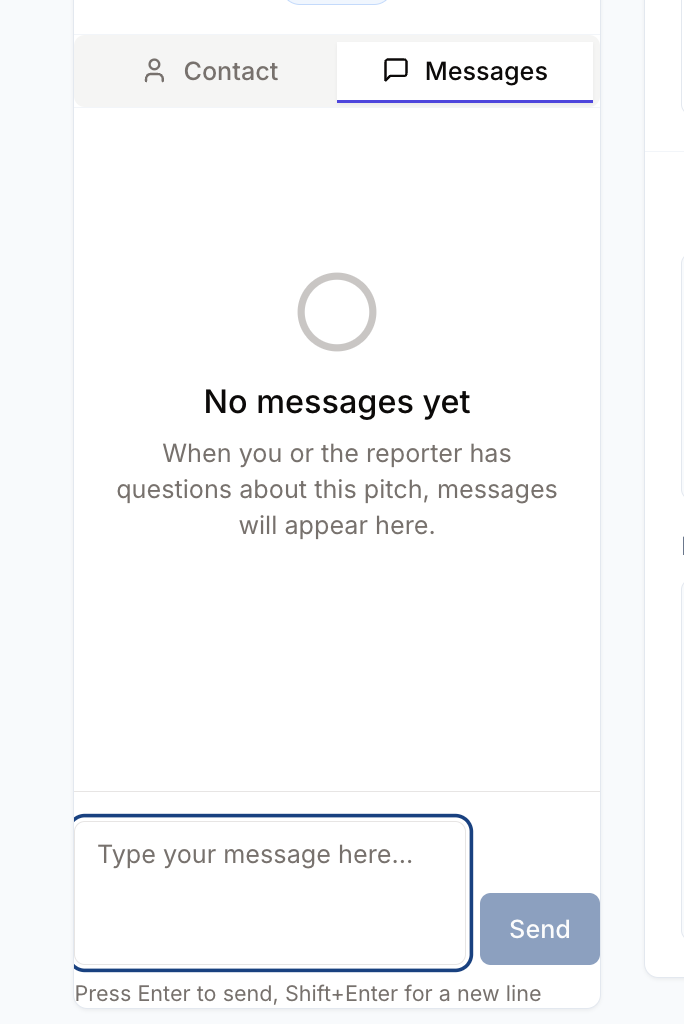 Contact
Messages
No messages yet
When you or the reporter has
questions about this pitch, messages
will appear here.
Type your message here...
Send
Press Enter to send, Shift+Enter for a new line